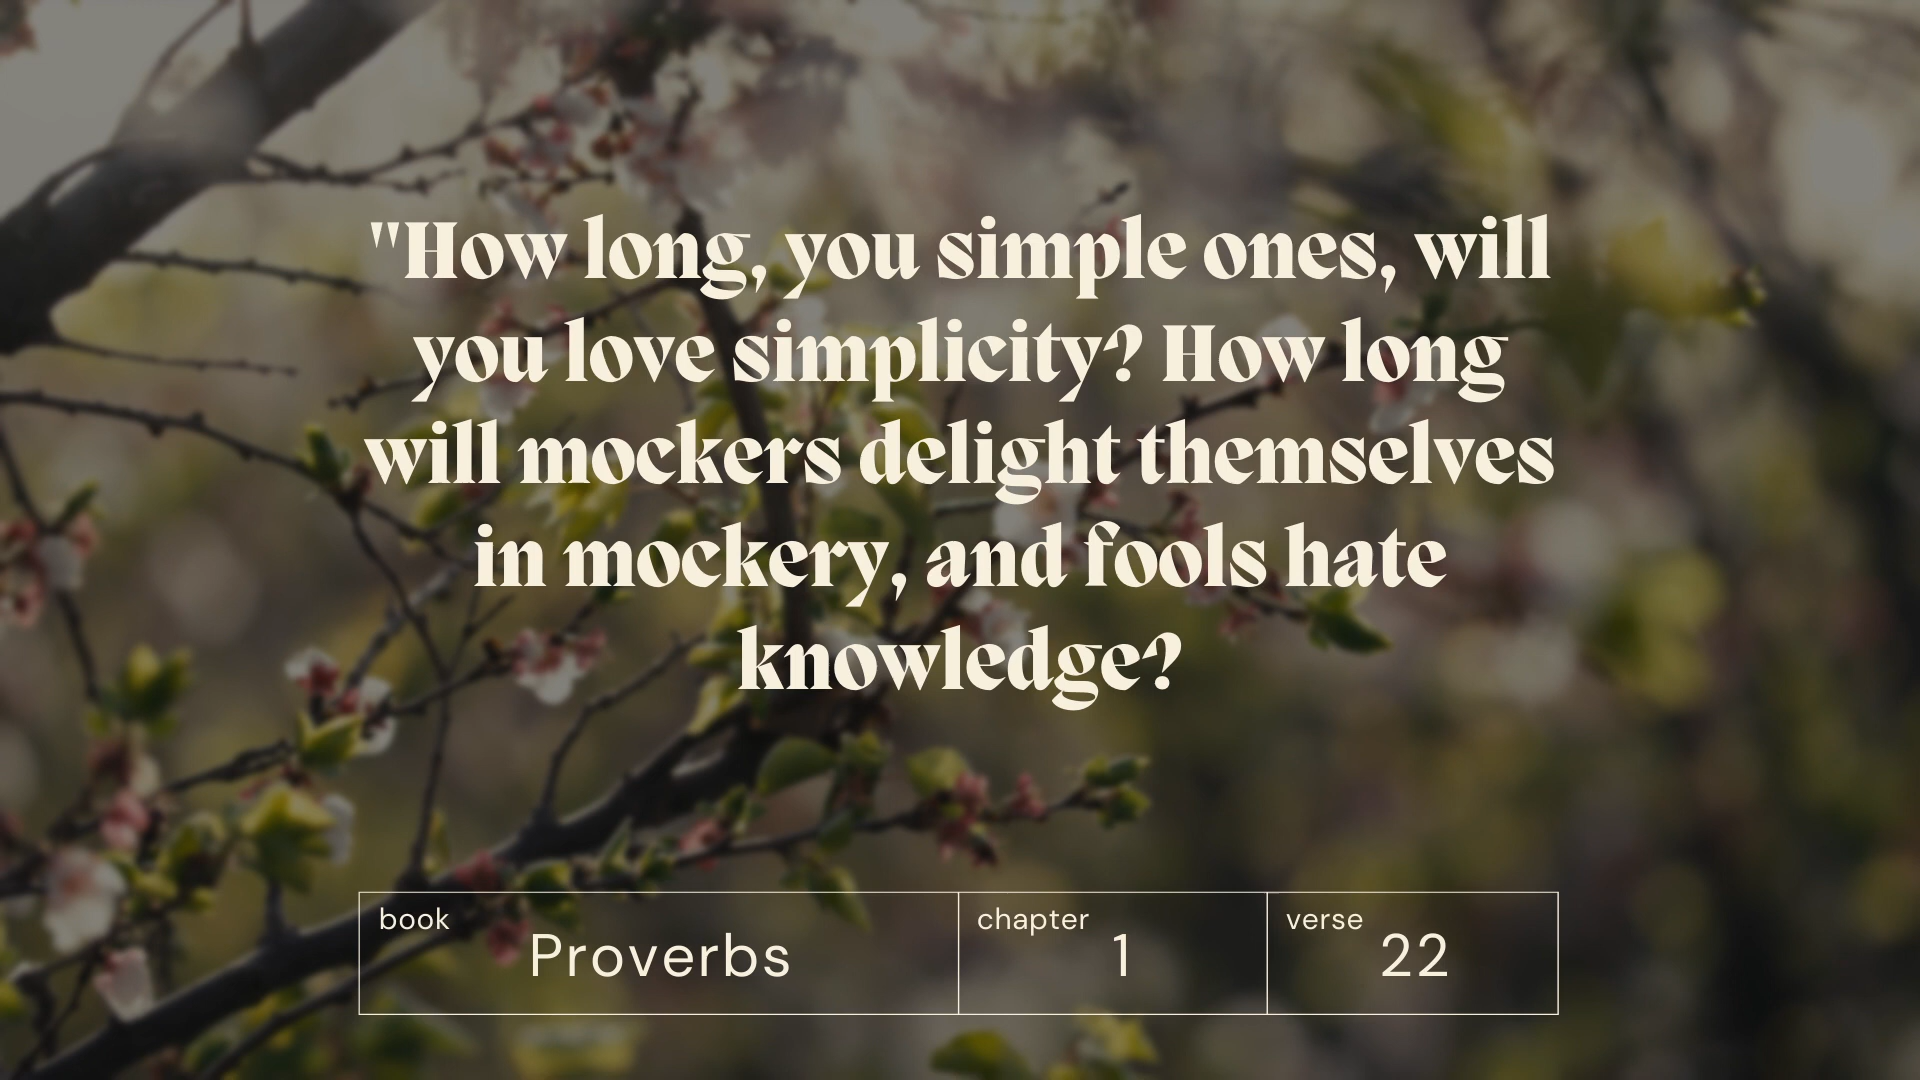 "How long, you simple ones, will
you love simplicity? How long
will mockers delight themselves
in mockery, and fools hate
knowledge?
book
Proverbs
chapter
1
verse
22